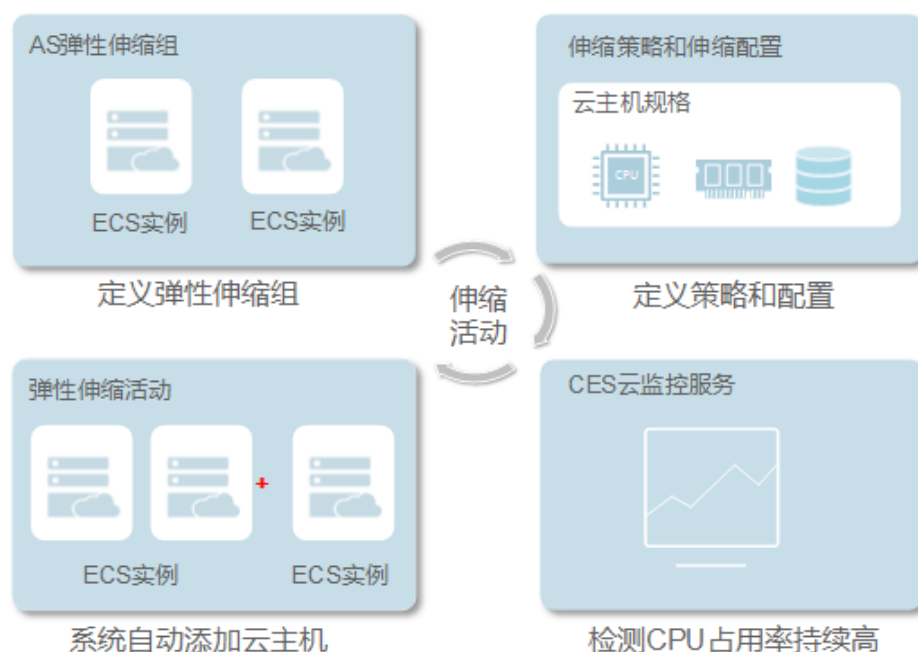 AS弹性伸缩组
ECS实例
ECS实例
定义弹性伸缩组
伸缩策略和伸缩配置
云主机规格
CPU
定义策略和配置
伸缩
活动
弹性伸缩活动
+
ECS实例
ECS实例
系统自动添加云主机
CES云监控服务
检测CPU占用率持续高